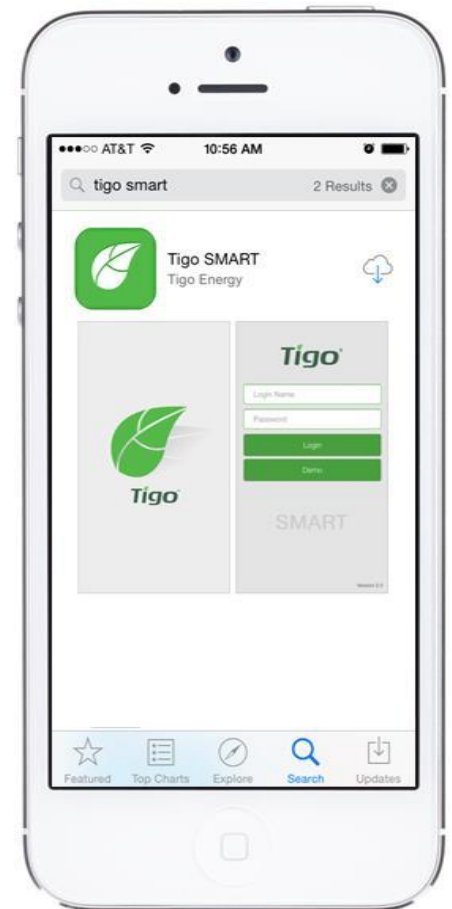 AT&T 10:56 AM
tigo smart 2 Results
Tigo SMART
Tigo Energy
Tigo
Login Name
Password
Login
Demo
Tigo
SMART
Featured Top Charts Explore Search Updates